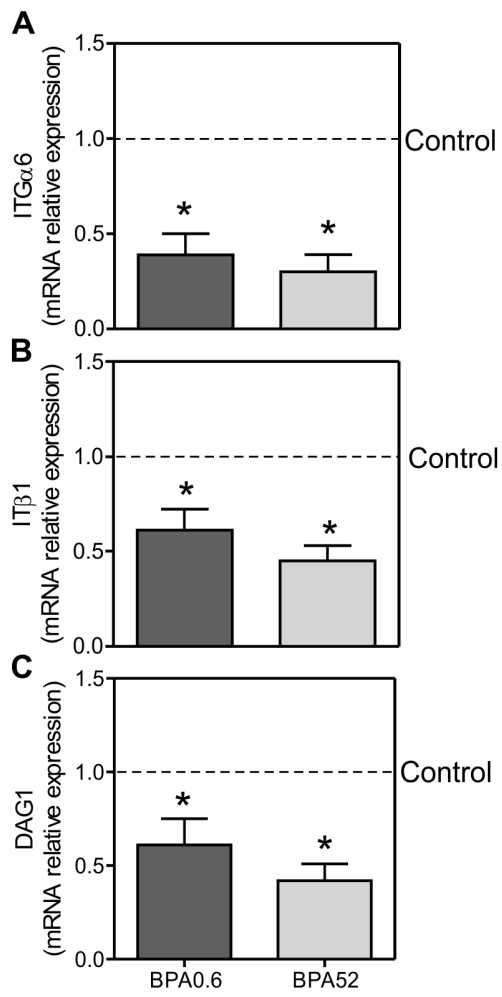 A
ITGα6
(mRNA relative expression)
1.5
1.0
0.5
0.0
Control
*
*
B
ITβ1
(mRNA relative expression)
1.5
1.0
0.5
0.0
Control
*
*
C
DAG1
(mRNA relative expression)
1.5
1.0
0.5
0.0
Control
*
*
BPA0.6
BPA52